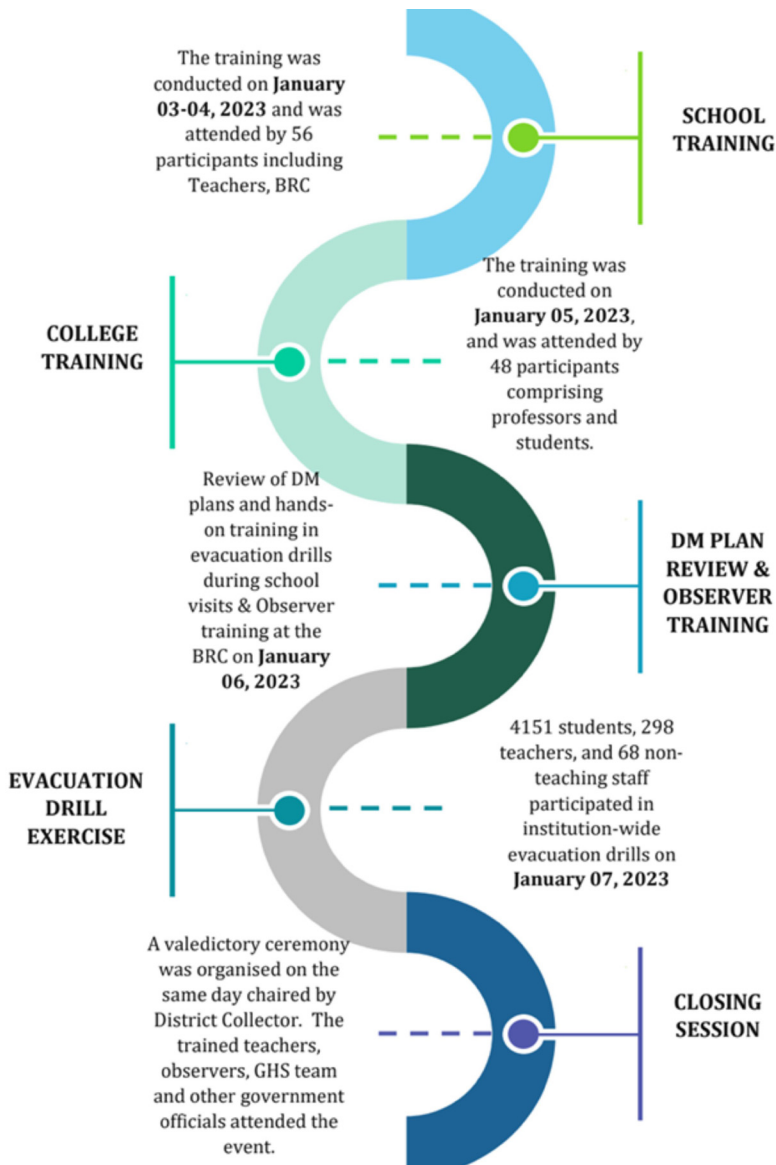 The training was
conducted on January
03-04, 2023 and was
attended by 56
participants including
Teachers, BRC
SCHOOL
TRAINING
COLLEGE
TRAINING
The training was
conducted on
January 05, 2023,
and was attended by
48 participants
comprising
professors and
students.
Review of DM
plans and hands-
on training in
evacuation drills
during school
visits & Observer
training at the
BRC on January
06, 2023
DM PLAN
REVIEW &
OBSERVER
TRAINING
EVACUATION
DRILL
EXERCISE
4151 students, 298
teachers, and 68 non-
teaching staff
participated in
institution-wide
evacuation drills on
January 07, 2023
A valedictory ceremony
was organised on the
same day chaired by
District Collector. The
trained teachers,
observers, GHS team
and other government
officials attended the
event.
CLOSING
SESSION